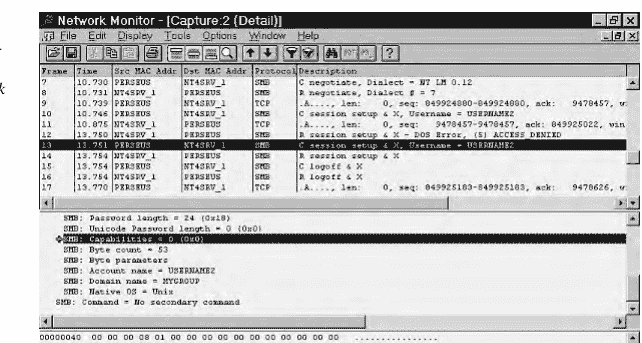 Network Monitor - [Capture:2 (Detail)]
File Edit Display Tools Options Window Help
Frame Time Src MAC Addr Dst MAC Addr Protocol Description
7 10.730 PERSEUS NT4SRV_1 SMB C negotiate, Dialect = NT LM 0.12
8 10.731 NT4SRV_1 PERSEUS SMB R negotiate, Dialect # = 7
9 10.739 PERSEUS NT4SRV_1 TCP .A...., len: 0, seq: 849924880-849924880, ack: 9478457, wi
10 10.746 PERSEUS NT4SRV_1 SMB C session setup & X, Username = USERNAME2
11 10.875 NT4SRV_1 PERSEUS TCP .A...., len: 0, seq: 9478457-9478457, ack: 849925022, win
12 13.750 NT4SRV_1 PERSEUS SMB R session setup & X - DOS Error, (5) ACCESS_DENIED
13 13.751 PERSEUS NT4SRV_1 SMB C session setup & X, Username = USERNAME2
14 13.754 NT4SRV_1 PERSEUS SMB R session setup & X
15 13.754 PERSEUS NT4SRV_1 SMB C logoff & X
16 13.754 NT4SRV_1 PERSEUS SMB R logoff & X
17 13.770 PERSEUS NT4SRV_1 TCP .A...., len: 0, seq: 849925183-849925183, ack: 9478626,
SMB: Password length = 24 (0x18)
SMB: Unicode Password length = 0 (0x0)
SMB: Capabilities = 0 (0x0)
SMB: Byte count = 53
SMB: Byte parameters
SMB: Account name = USERNAME2
SMB: Domain name = MYGROUP
SMB: Native OS = Unix
SMB: Command = No secondary command
00000040 00 00 00 08 01 00 00 00 00 00 00 00 00 00 00 00 ................